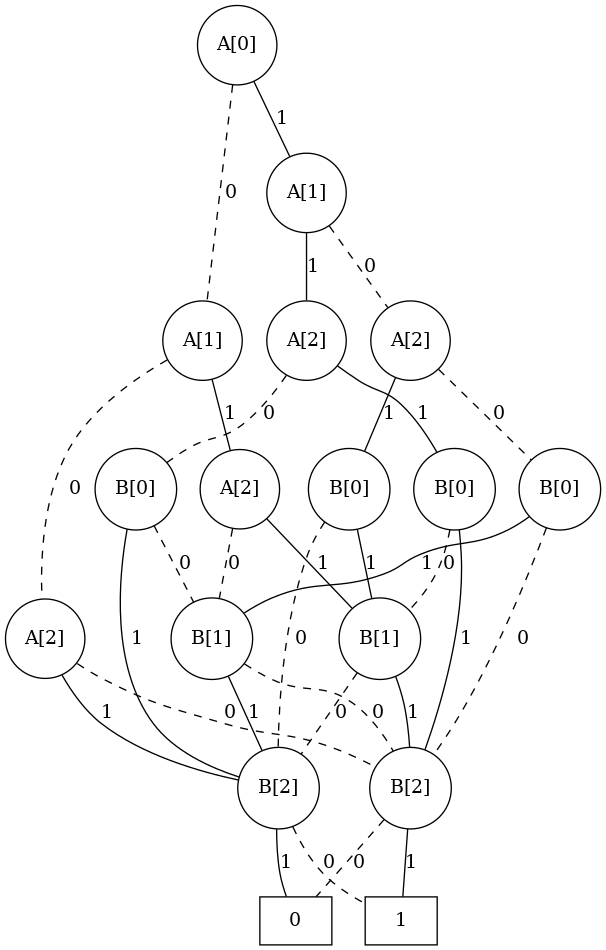 A[0]
1
0
A[1]
1 0
A[1] A[2] A[2]
1 0 1 1 0
0
B[0] A[2] B[0] B[0] B[0]
0 0 1 1 1 0
A[2] B[1] B[1]
1 0 1 0
1 0 1 0 0 1
B[2] B[2]
1 0 0 1
0 1